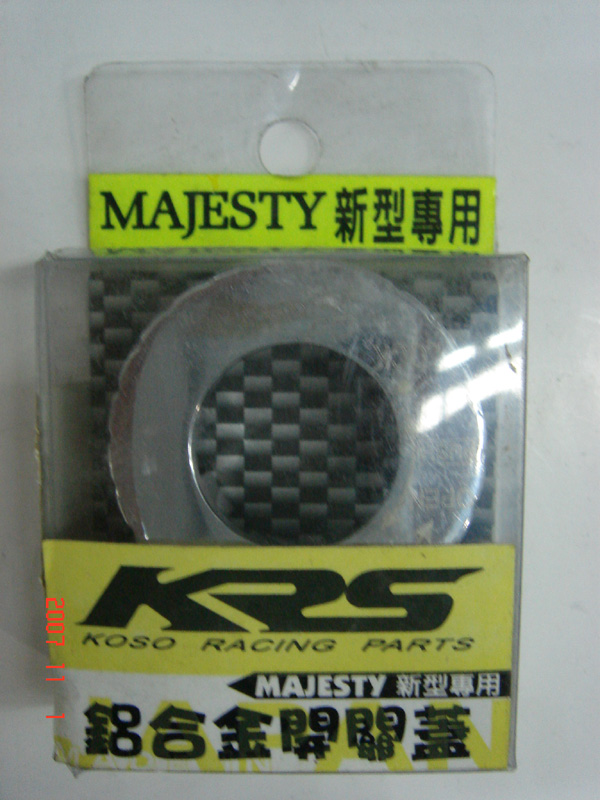 MAJESTY 新型專用
KRS
KOSO RACING PARTS
MAJESTY 新型專用
鋁合金開關蓋
JAPAN
2007 11 1